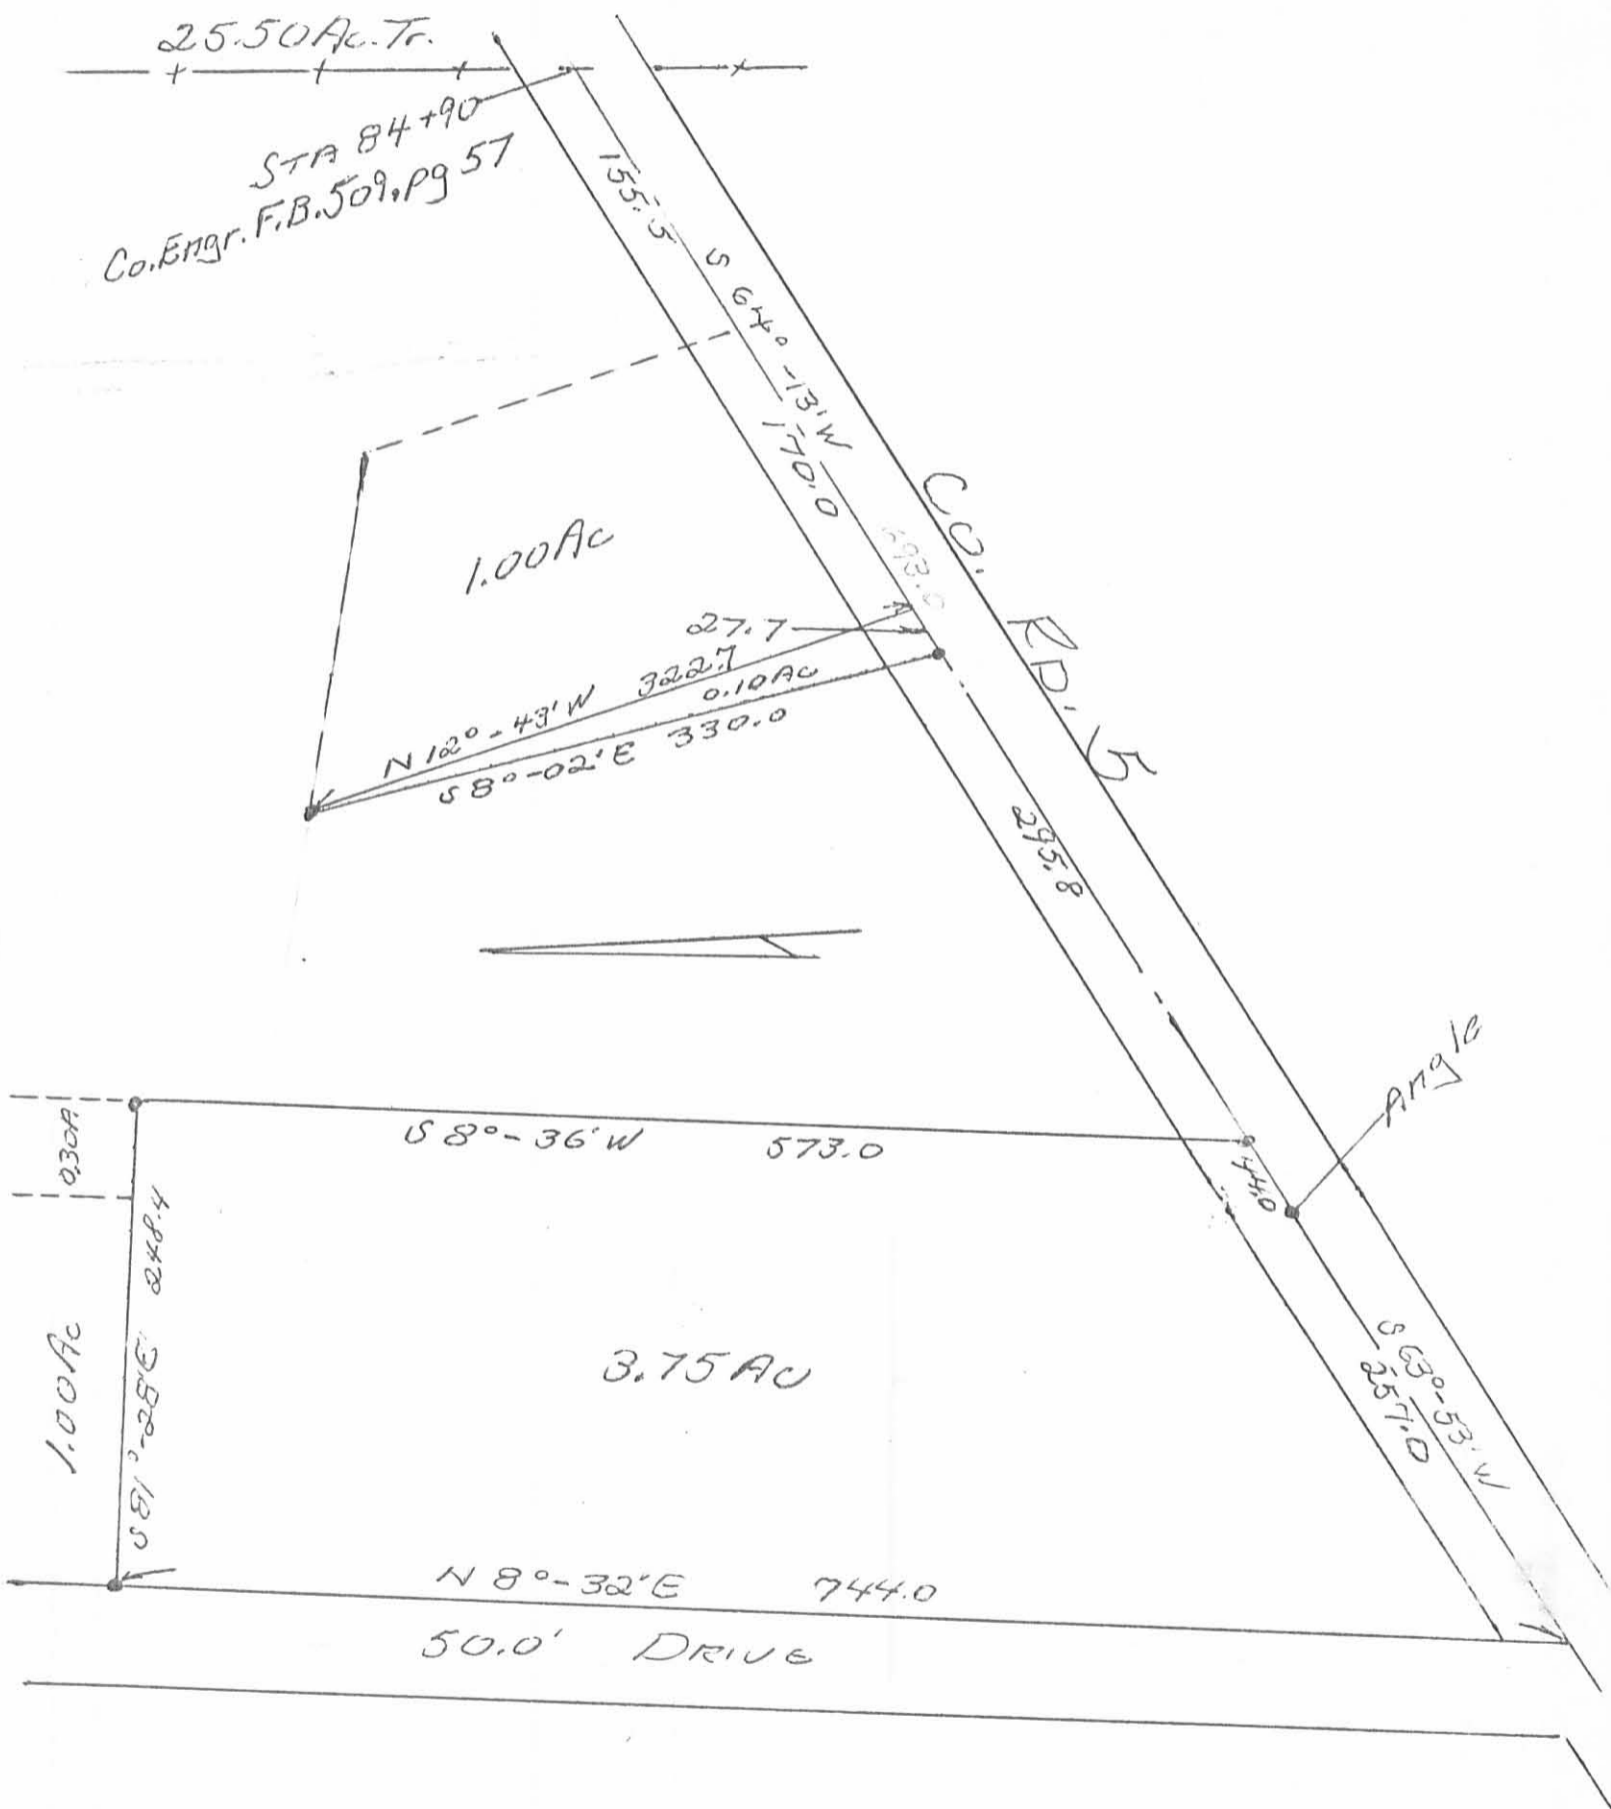 25.50 Ac. Tr.
STA 84+90
Co. Engr. F.B. 509, pg 57
155.5
S 64° -13' W
170.0
693.0
1.00 Ac
27.7
N 12° - 43' W 322.7
0.10 Ac
S 8° - 02' E 330.0
CO. RD. 5
295.8
Angle
44.0
S 8° - 36' W 573.0
0.30A
S 81° - 28' E 248.4
1.00 Ac
3.75 Ac
S 63° - 53' W
257.0
N 8° - 32' E 744.0
50.0' DRIVE